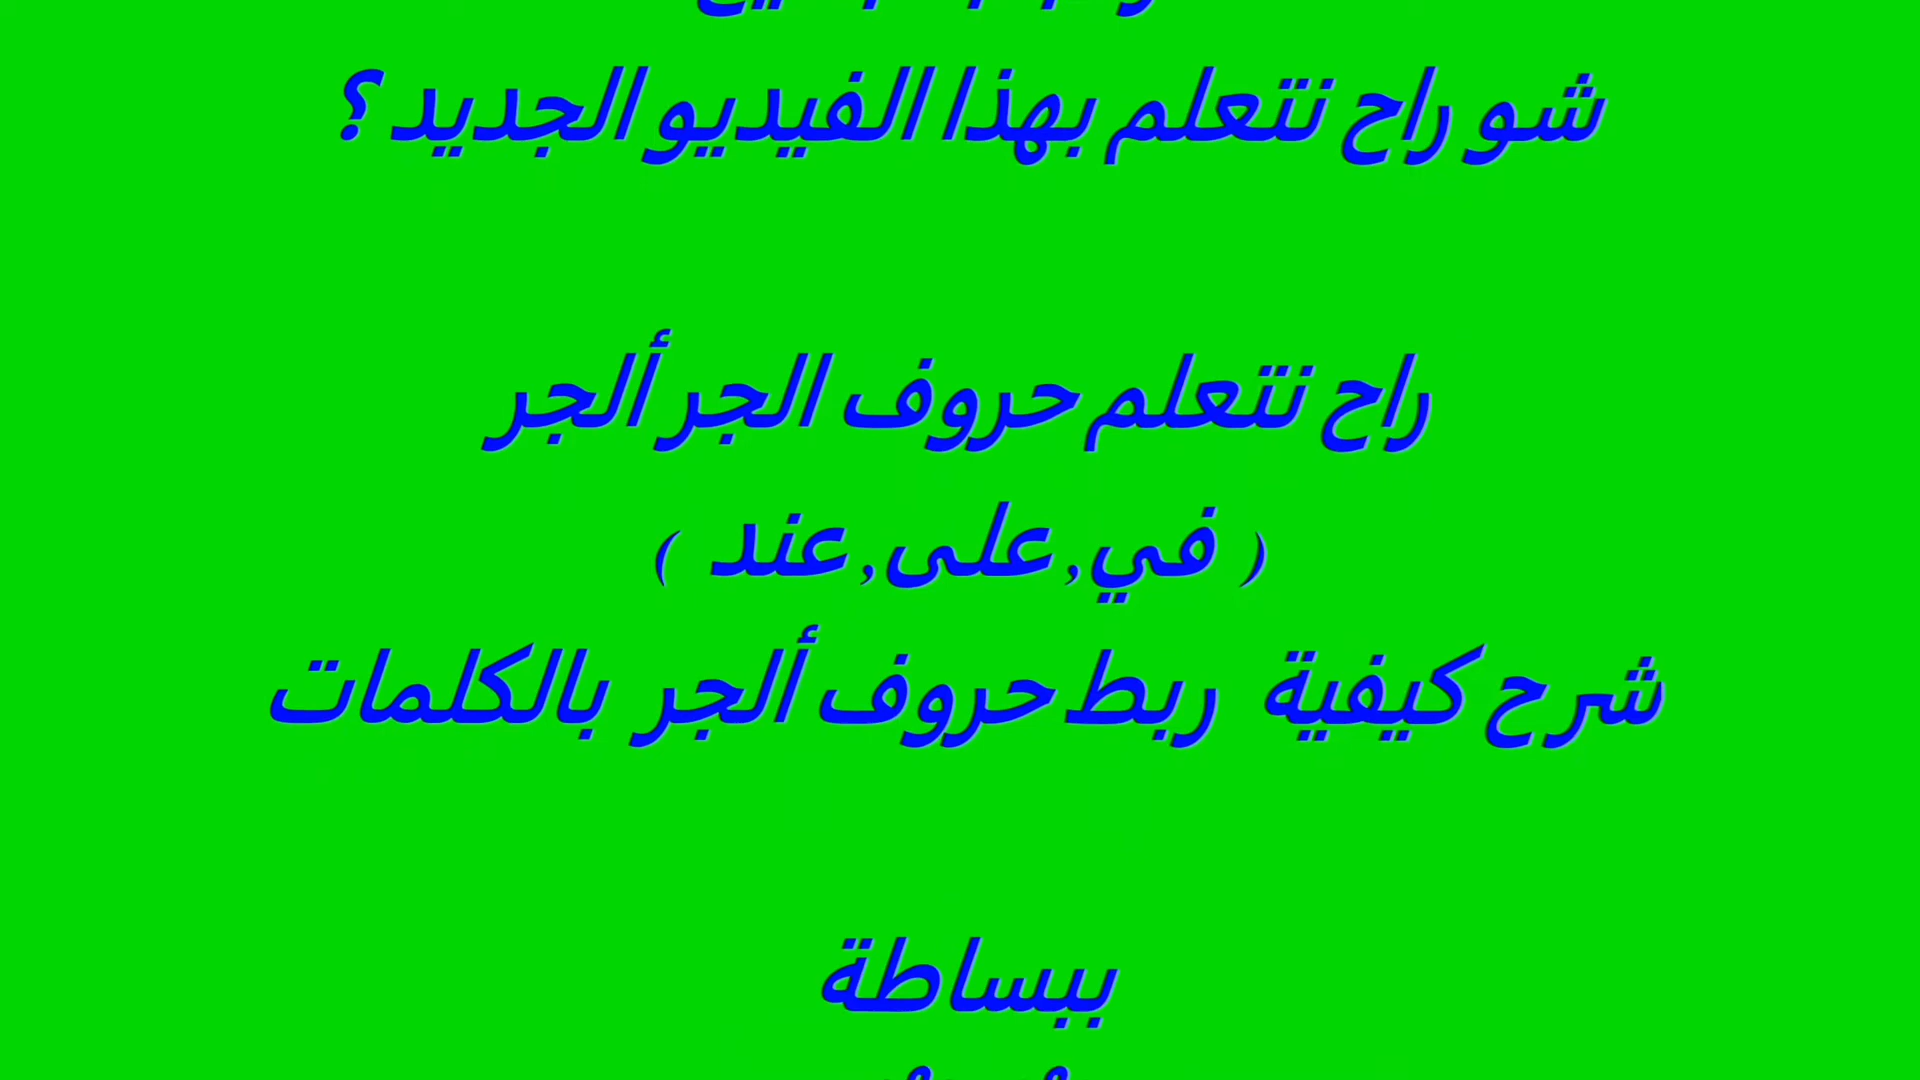 شو راح نتعلم بهذا الفيديو الجديد ؟
راح نتعلم حروف الجر ألجر
( في,على,عند )
شرح كيفية ربط حروف ألجر بالكلمات
ببساطة